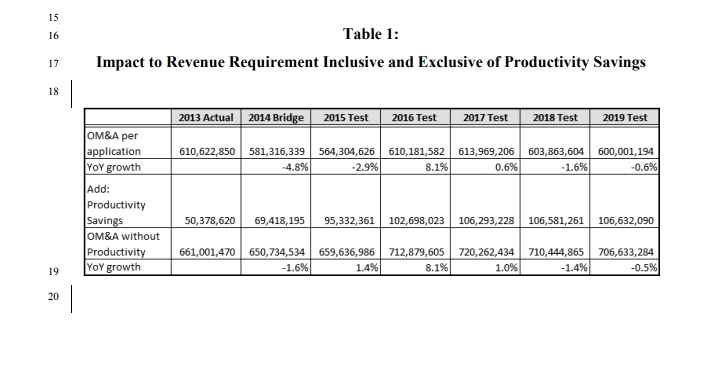 15
16 Table 1:
17 Impact to Revenue Requirement Inclusive and Exclusive of Productivity Savings
18
2013 Actual 2014 Bridge 2015 Test 2016 Test 2017 Test 2018 Test 2019 Test
OM&A per
application 610,622,850 581,316,339 564,304,626 610,181,582 613,969,206 603,863,604 600,001,194
YoY growth -4.8% -2.9% 8.1% 0.6% -1.6% -0.6%
Add:
Productivity
Savings 50,378,620 69,418,195 95,332,361 102,698,023 106,293,228 106,581,261 106,632,090
OM&A without
Productivity 661,001,470 650,734,534 659,636,986 712,879,605 720,262,434 710,444,865 706,633,284
19 YoY growth -1.6% 1.4% 8.1% 1.0% -1.4% -0.5%
20